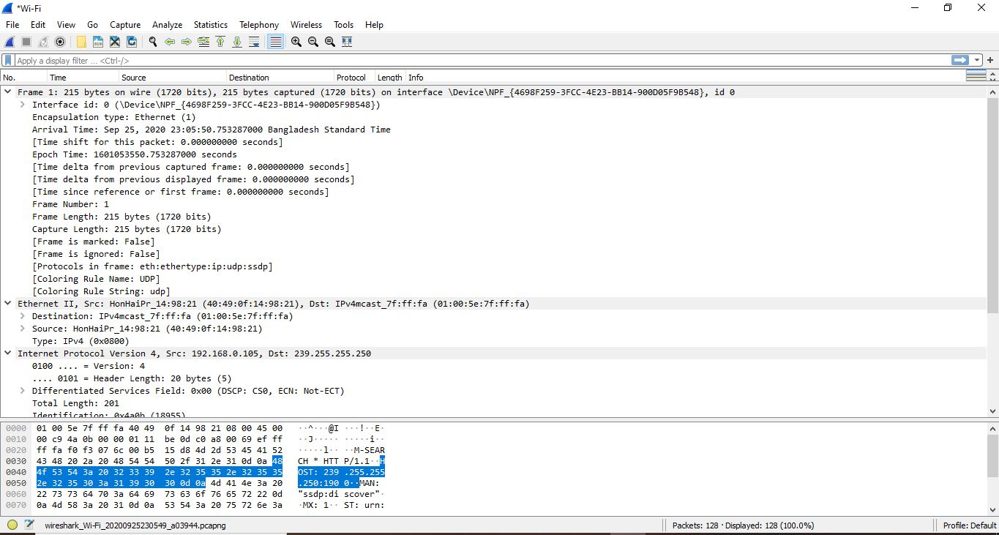 *Wi-Fi
File Edit View Go Capture Analyze Statistics Telephony Wireless Tools Help
Apply a display filter ... <Ctrl-/>
No. Time Source Destination Protocol Length Info
Frame 1: 215 bytes on wire (1720 bits), 215 bytes captured (1720 bits) on interface \Device\NPF_{4698F259-3FCC-4E23-BB14-900D05F9B548}, id 0
Interface id: 0 (\Device\NPF_{4698F259-3FCC-4E23-BB14-900D05F9B548})
Encapsulation type: Ethernet (1)
Arrival Time: Sep 25, 2020 23:05:50.753287000 Bangladesh Standard Time
[Time shift for this packet: 0.000000000 seconds]
Epoch Time: 1601053550.753287000 seconds
[Time delta from previous captured frame: 0.000000000 seconds]
[Time delta from previous displayed frame: 0.000000000 seconds]
[Time since reference or first frame: 0.000000000 seconds]
Frame Number: 1
Frame Length: 215 bytes (1720 bits)
Capture Length: 215 bytes (1720 bits)
[Frame is marked: False]
[Frame is ignored: False]
[Protocols in frame: eth:ethertype:ip:udp:ssdp]
[Coloring Rule Name: UDP]
[Coloring Rule String: udp]
Ethernet II, Src: HonHaiPr_14:98:21 (40:49:0f:14:98:21), Dst: IPv4mcast_7f:ff:fa (01:00:5e:7f:ff:fa)
Destination: IPv4mcast_7f:ff:fa (01:00:5e:7f:ff:fa)
Source: HonHaiPr_14:98:21 (40:49:0f:14:98:21)
Type: IPv4 (0x0800)
Internet Protocol Version 4, Src: 192.168.0.105, Dst: 239.255.255.250
0100 .... = Version: 4
.... 0101 = Header Length: 20 bytes (5)
Differentiated Services Field: 0x00 (DSCP: CS0, ECN: Not-ECT)
Total Length: 201
Identification: 0x4a0b (18955)
0000 01 00 5e 7f ff fa 40 49 0f 14 98 21 08 00 45 00 ··^···@I ···!··E·
0010 00 c9 4a 0b 00 00 01 11 be 0d c0 a8 00 69 ef ff ··J····· ·····i··
0020 ff fa f0 f3 07 6c 00 b5 15 d8 4d 2d 53 45 41 52 ·····l·· ··M-SEAR
0030 43 48 20 2a 20 48 54 54 50 2f 31 2e 31 0d 0a 48 CH * HTT P/1.1··H
0040 4f 53 54 3a 20 32 33 39 2e 32 35 35 2e 32 35 35 OST: 239 .255.255
0050 2e 32 35 30 3a 31 39 30 30 0d 0a 4d 41 4e 3a 20 .250:190 0··MAN:
0060 22 73 73 64 70 3a 64 69 73 63 6f 76 65 72 22 0d "ssdp:di scover"·
0070 0a 4d 58 3a 20 31 0d 0a 53 54 3a 20 75 72 6e 3a ·MX: 1·· ST: urn:
wireshark_Wi-Fi_20200925230549_a03944.pcapng Packets: 128 · Displayed: 128 (100.0%) Profile: Default